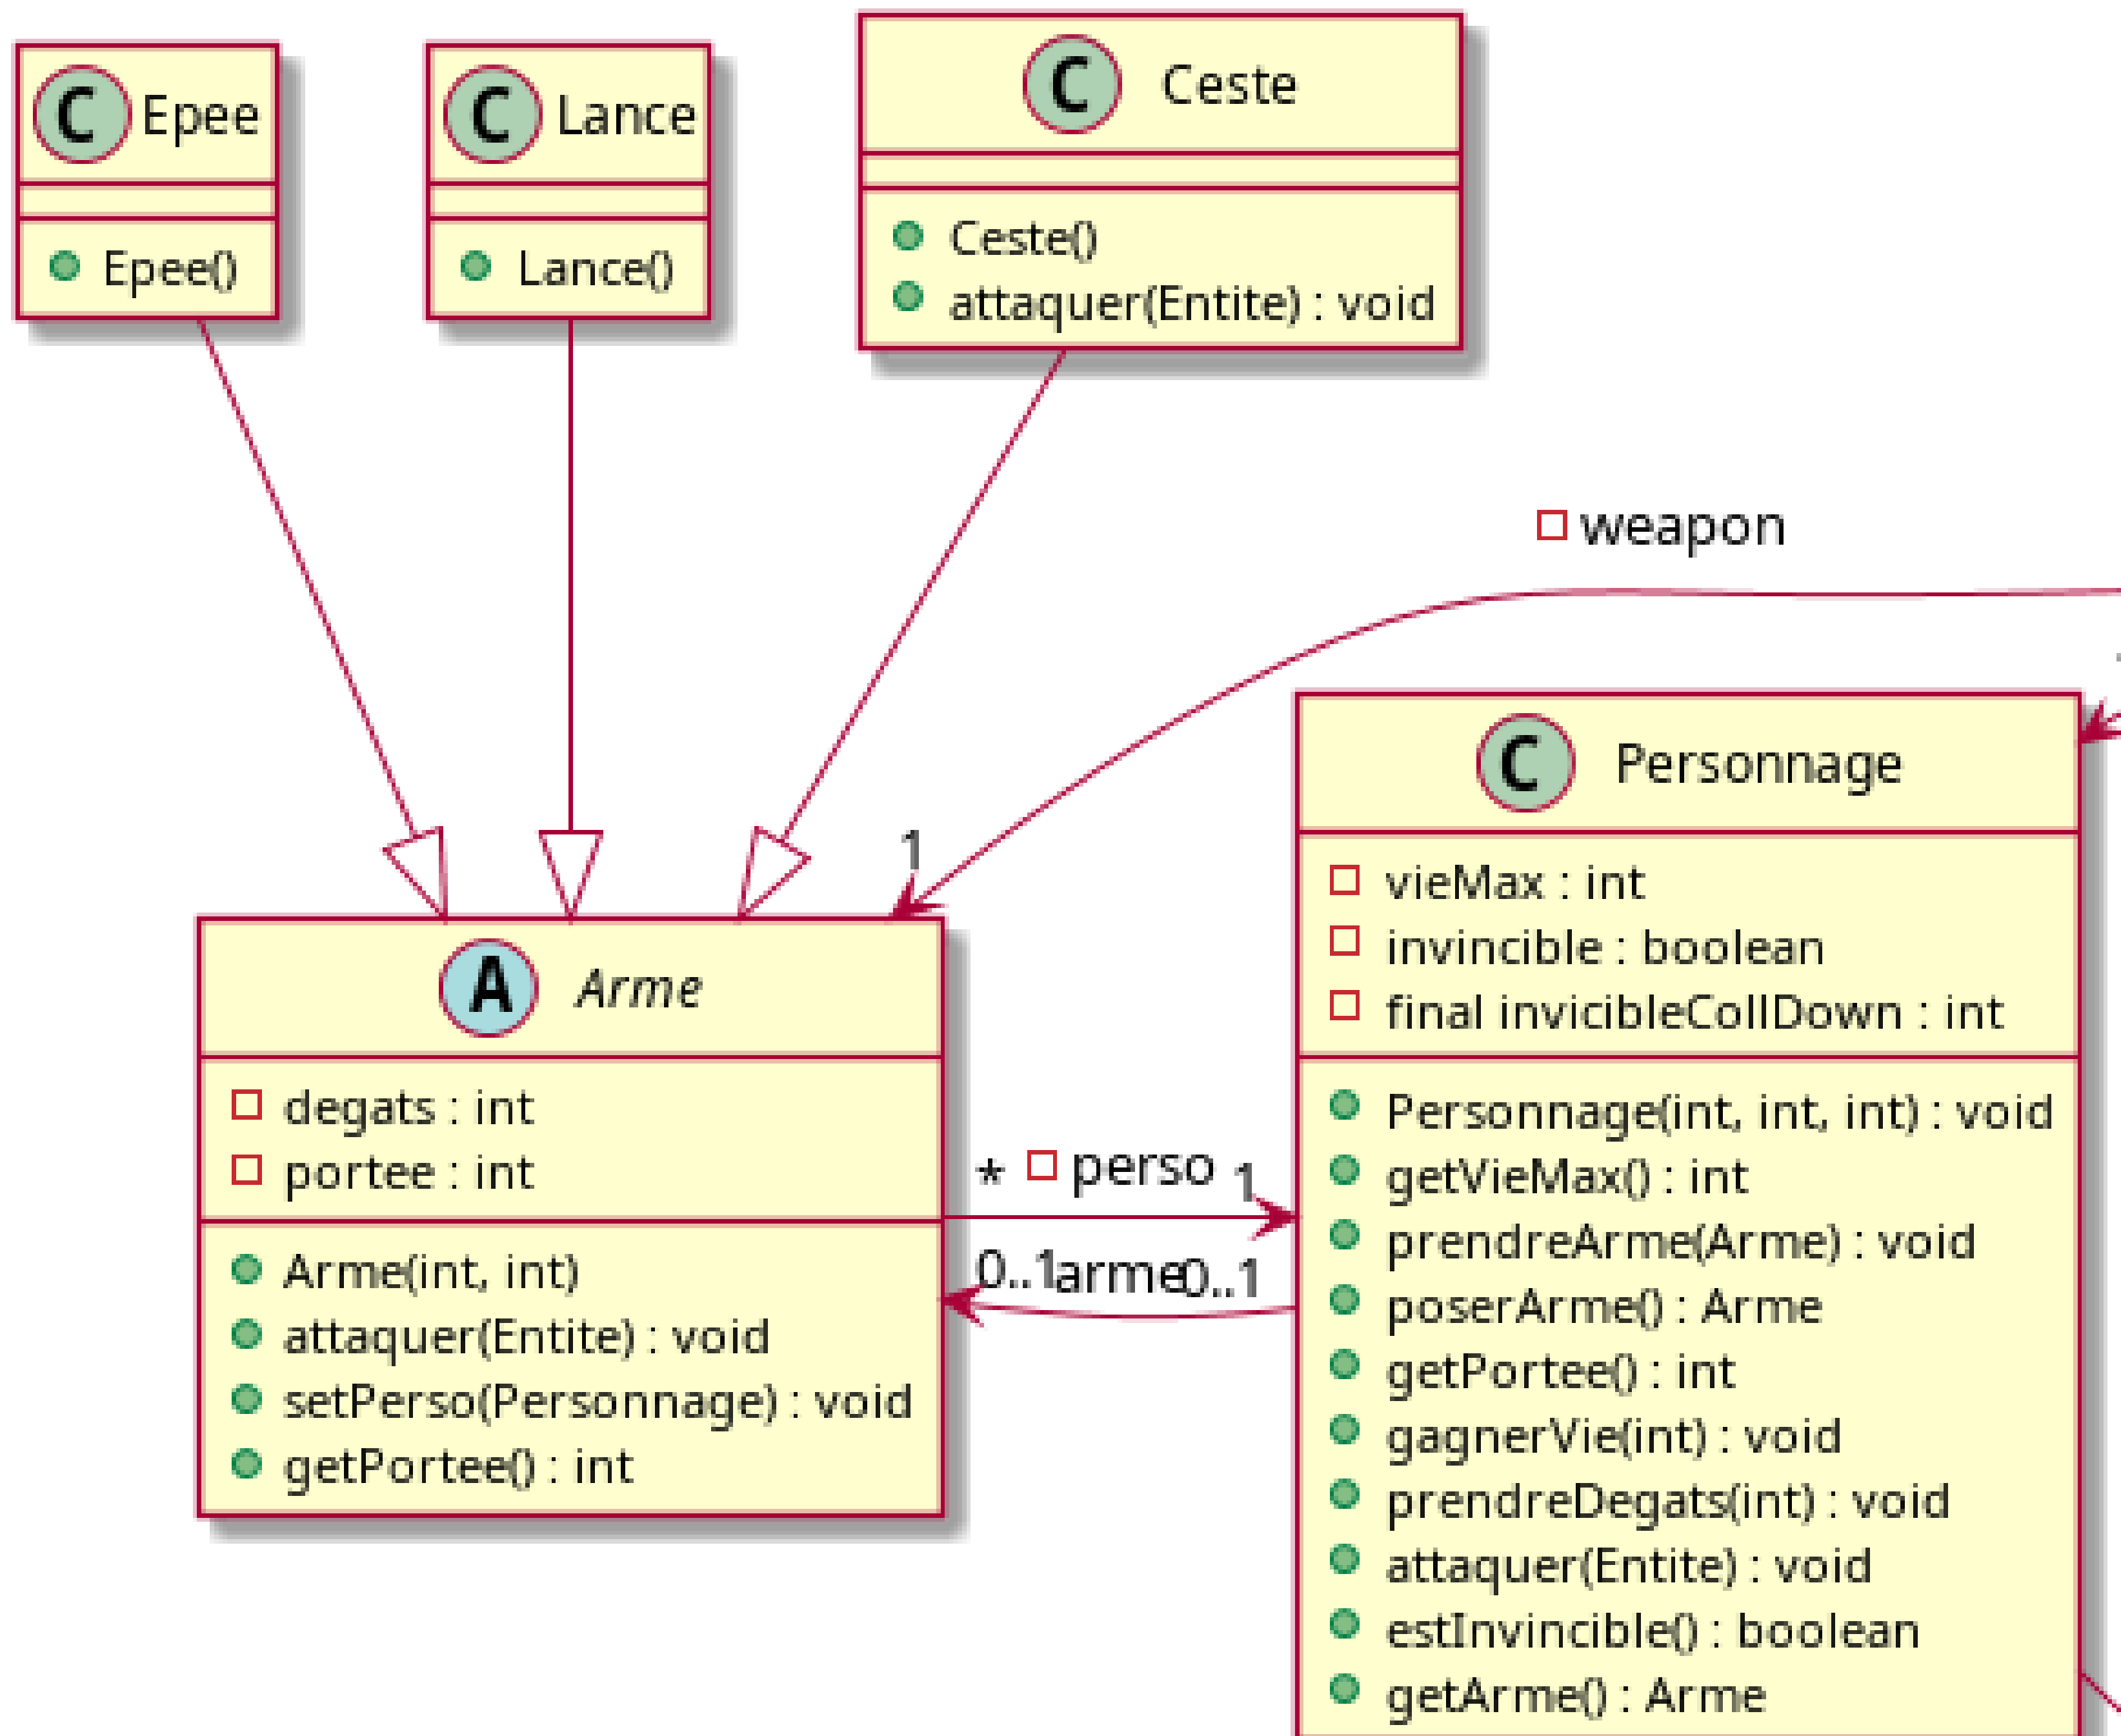 C Epee
Epee()
C Lance
Lance()
C Ceste
Ceste()
attaquer(Entite) : void
weapon
1
A Arme
degats : int
portee : int
Arme(int, int)
attaquer(Entite) : void
setPerso(Personnage) : void
getPortee() : int
* perso 1
0..1 arme 0..1
C Personnage
vieMax : int
invincible : boolean
final invicibleCollDown : int
Personnage(int, int, int) : void
getVieMax() : int
prendreArme(Arme) : void
poserArme() : Arme
getPortee() : int
gagnerVie(int) : void
prendreDegats(int) : void
attaquer(Entite) : void
estInvincible() : boolean
getArme() : Arme